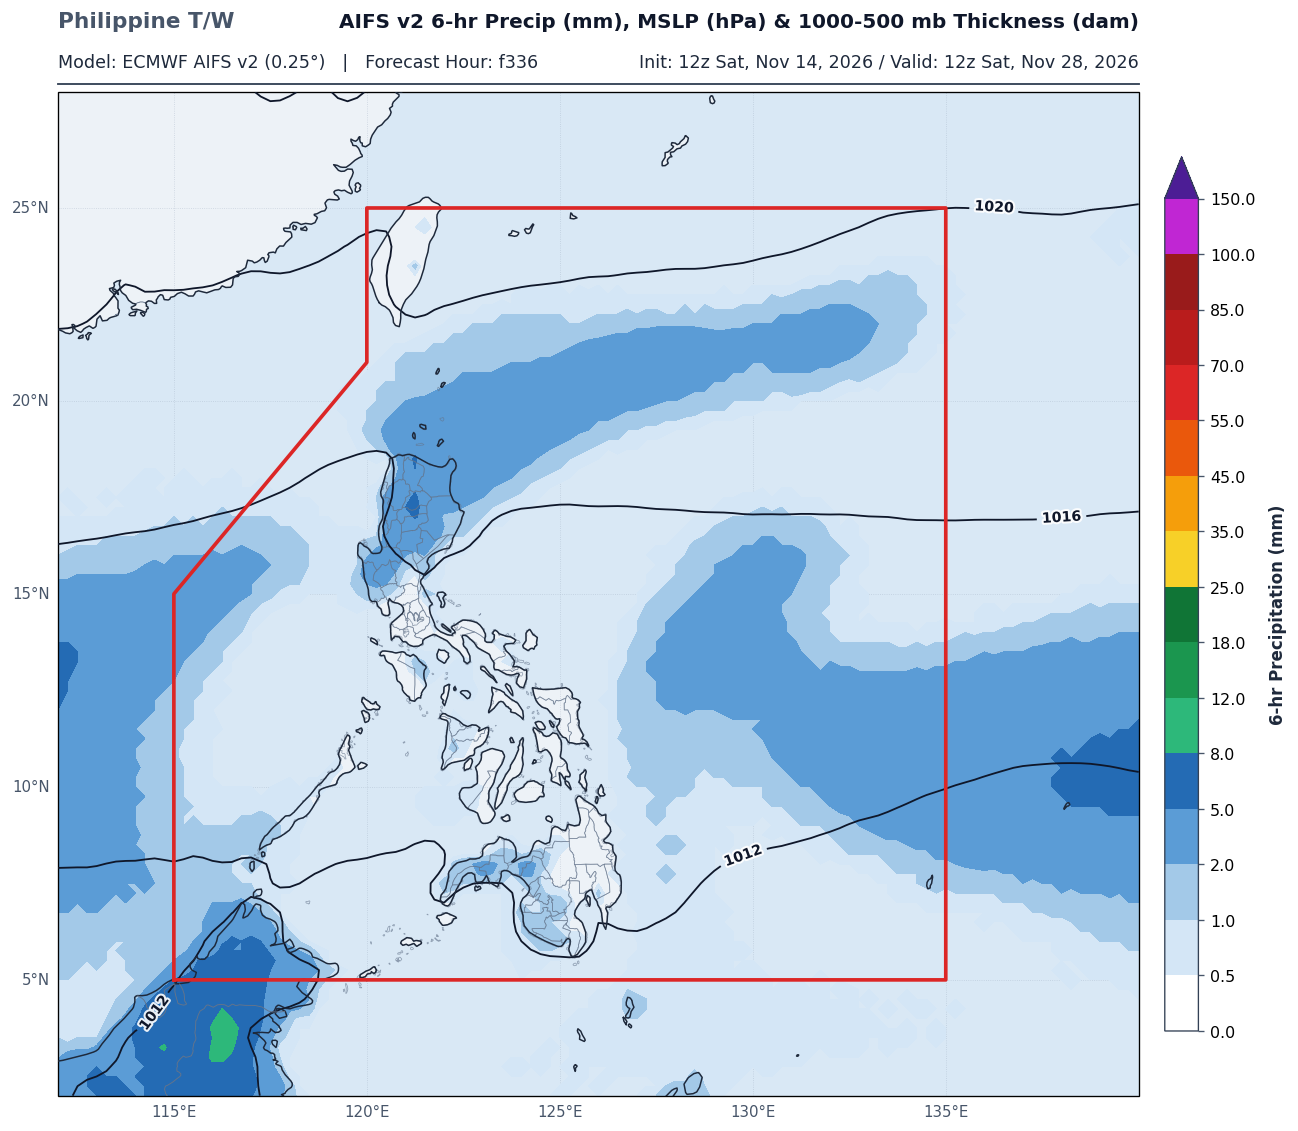 Philippine T/W
AIFS v2 6-hr Precip (mm), MSLP (hPa) & 1000-500 mb Thickness (dam)
Model: ECMWF AIFS v2 (0.25°) | Forecast Hour: f336
Init: 12z Sat, Nov 14, 2026 / Valid: 12z Sat, Nov 28, 2026
25°N
20°N
15°N
10°N
5°N
115°E
120°E
125°E
130°E
135°E
1020
1016
1012
1012
150.0
100.0
85.0
70.0
55.0
45.0
35.0
25.0
18.0
12.0
8.0
5.0
2.0
1.0
0.5
0.0
6-hr Precipitation (mm)